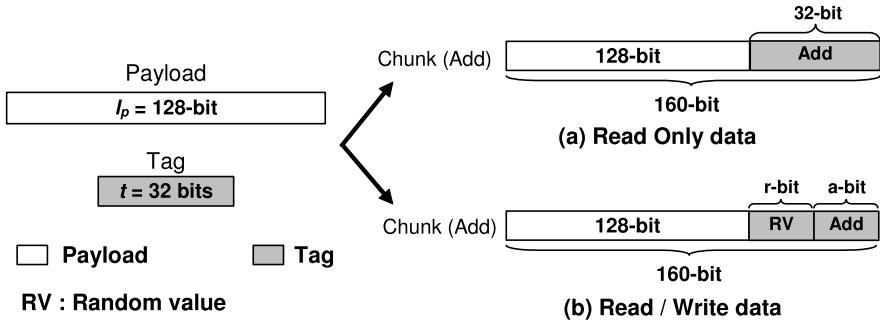 Payload
lp = 128-bit
Tag
t = 32 bits
Payload
Tag
RV : Random value
32-bit
Chunk (Add)
128-bit
Add
160-bit
(a) Read Only data
r-bit
a-bit
Chunk (Add)
128-bit
RV
Add
160-bit
(b) Read / Write data